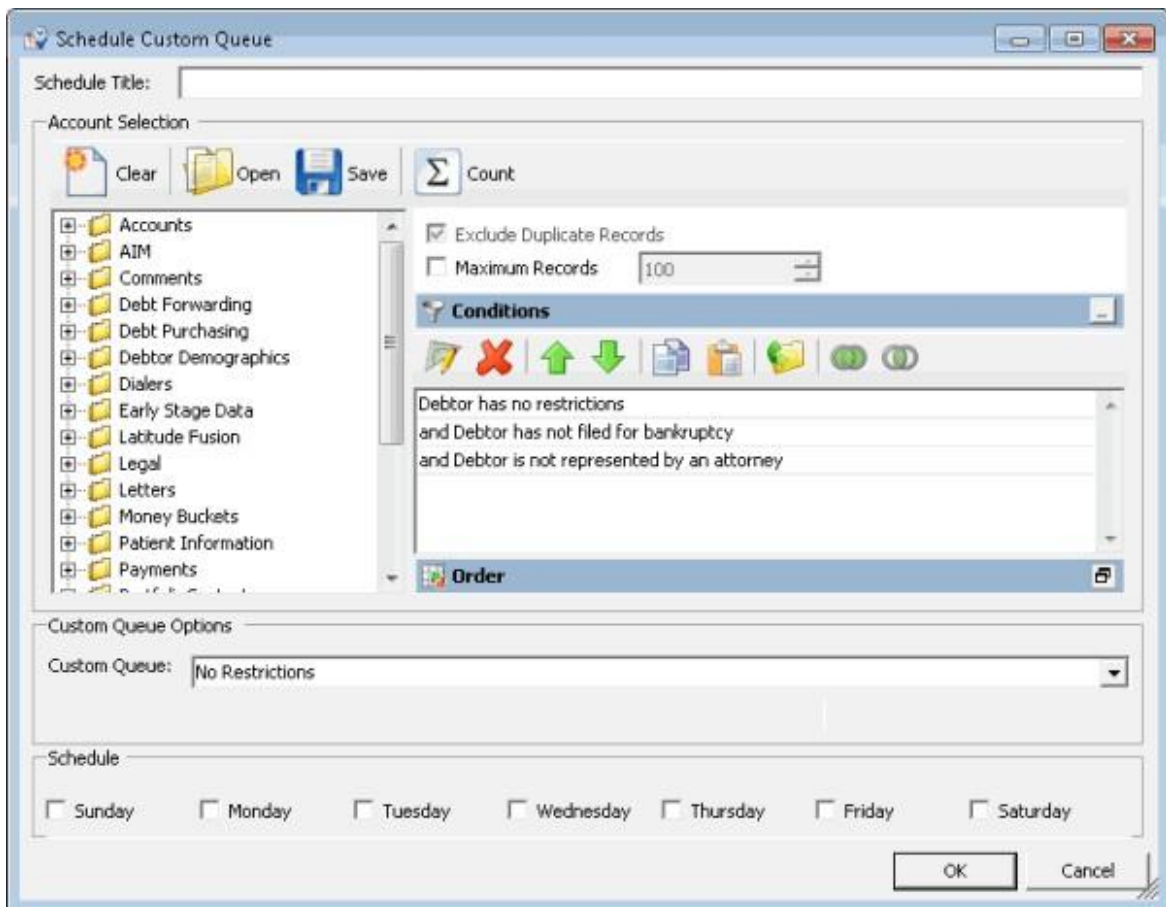 Schedule Custom Queue
Schedule Title:
Account Selection
Clear Open Save Σ Count
Accounts
AIM
Comments
Debt Forwarding
Debt Purchasing
Debtor Demographics
Dialers
Early Stage Data
Latitude Fusion
Legal
Letters
Money Buckets
Patient Information
Payments
Exclude Duplicate Records
Maximum Records 100
Conditions
Debtor has no restrictions
and Debtor has not filed for bankruptcy
and Debtor is not represented by an attorney
Order
Custom Queue Options
Custom Queue: No Restrictions
Schedule
Sunday Monday Tuesday Wednesday Thursday Friday Saturday
OK Cancel